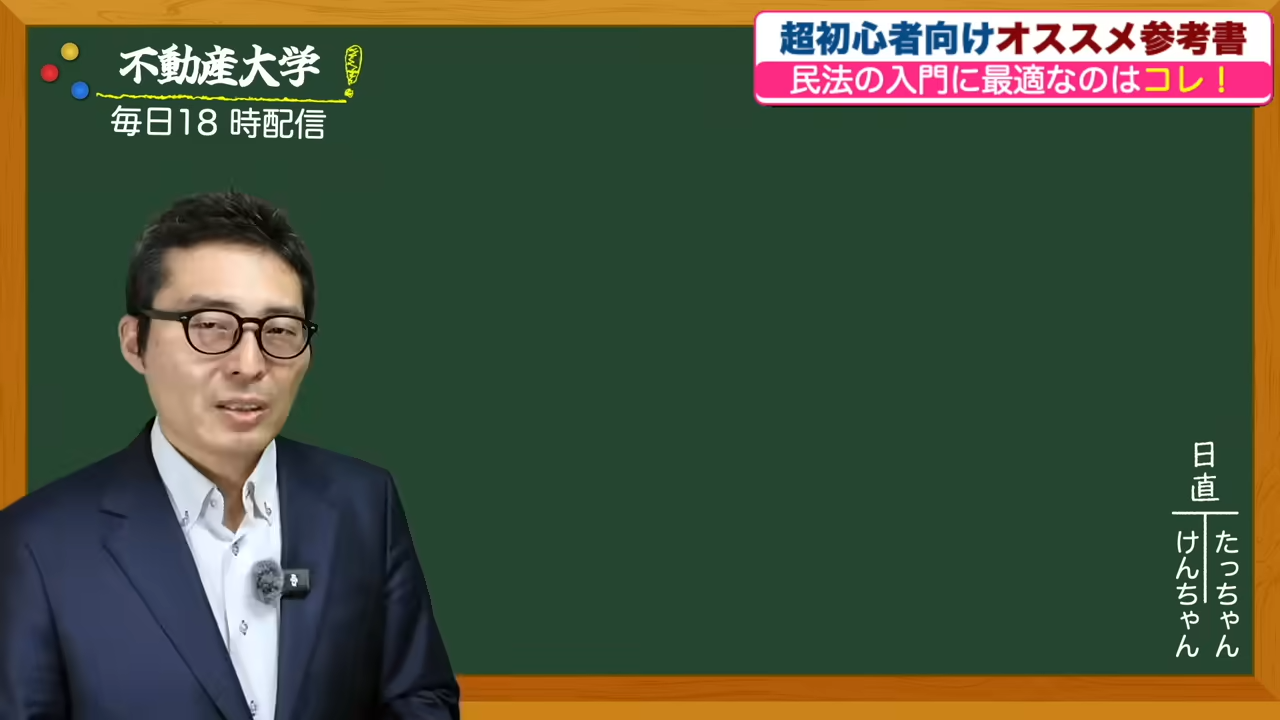 不動産大学!
毎日18時配信
超初心者向けオススメ参考書
民法の入門に最適なのはコレ！
日直
たっちゃん
けんちゃん